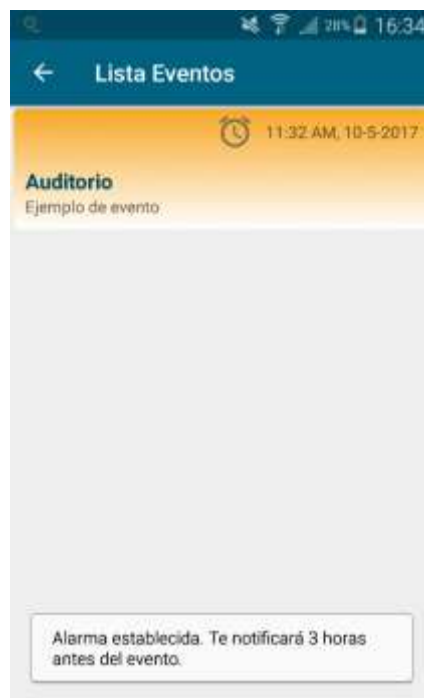 28% 16:34
Lista Eventos
11:32 AM, 10-5-2017
Auditorio
Ejemplo de evento
Alarma establecida. Te notificará 3 horas
antes del evento.